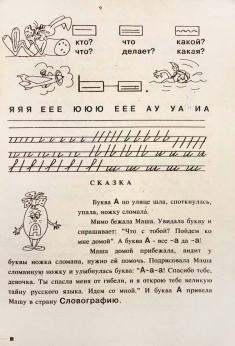 9
кто? что какой?
что? делает? какая?
ЯЯЯ ЕЕЕ ЮЮЮ ЕЕЕ АУ УА ИА
СКАЗКА
Буква А по улице шла, споткнулась,
упала, ножку сломала.
Мимо бежала Маша. Увидала букву и
спрашивает: "Что с тобой? Пойдем ко
мне домой". А буква А - все -а да -а!
Маша домой прибежала, видит у
буквы ножка сломана, нужно ей помочь. Подрисовала Маша
сломанную ножку и улыбнулась буква: "А-а-а! Спасибо тебе,
девочка. Ты спасла меня от гибели, и я открою тебе великую
тайну русского языка. Идем со мной." И буква А привела
Машу в страну Словографию.